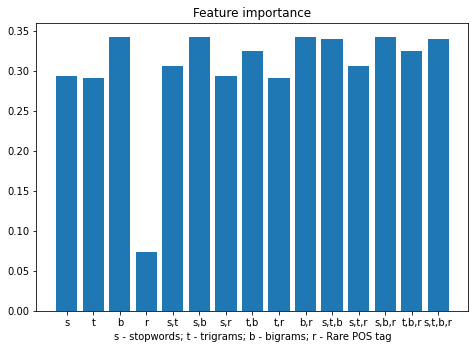 Feature importance
0.35
0.30
0.25
0.20
0.15
0.10
0.05
0.00
s t b r s,t s,b s,r t,b t,r b,r s,t,b s,t,r s,b,r t,b,r s,t,b,r
s - stopwords; t - trigrams; b - bigrams; r - Rare POS tag